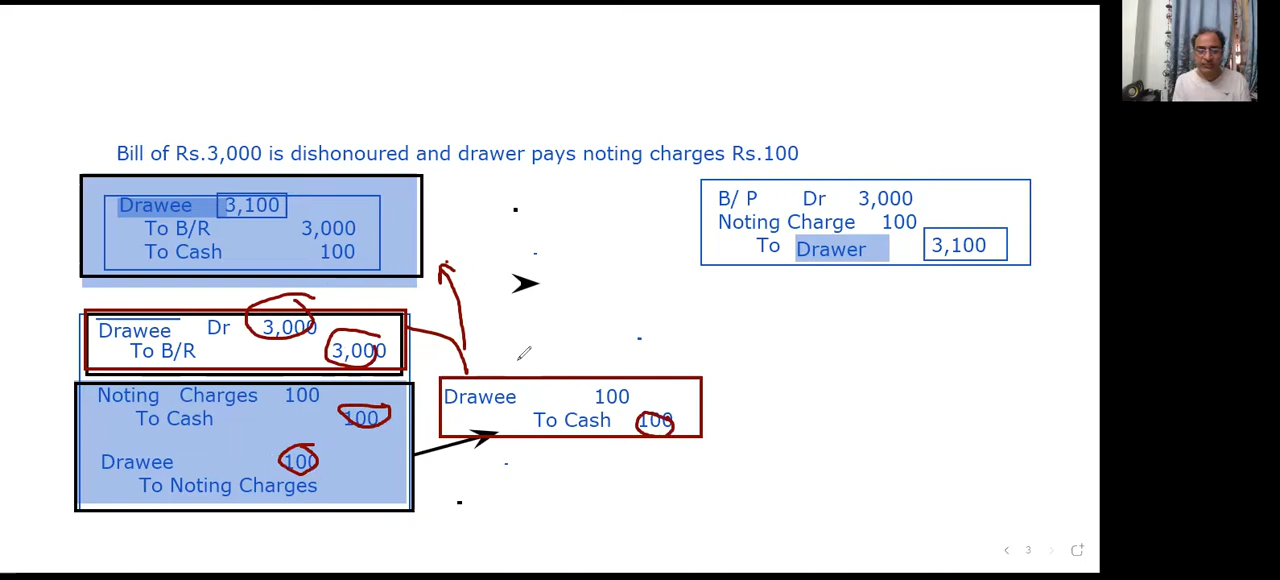 Bill of Rs.3,000 is dishonoured and drawer pays noting charges Rs.100
Drawee 3,100
To B/R 3,000
To Cash 100
B/ P Dr 3,000
Noting Charge 100
To Drawer 3,100
Drawee Dr 3,000
To B/R 3,000
Noting Charges 100
To Cash 100
Drawee 100
To Noting Charges
Drawee 100
To Cash 100
3